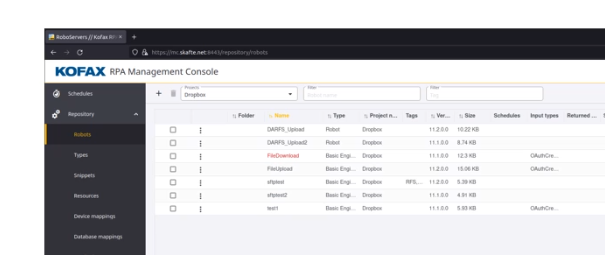 RoboServers // Kofax RPA × +
https://mc.skafte.net:8443/repository/robots
KOFAX RPA Management Console
Schedules
Repository
Robots
Types
Snippets
Resources
Device mappings
Database mappings
+ Projects Dropbox Filter Filter Tag
Folder Name Type Project n... Tags Ver... Size Schedules Input types Returned ...
DARFS_Upload Robot Dropbox 11.2.0.0 10.22 KB
DARFS_Upload2 Robot Dropbox 11.1.0.0 8.74 KB
FileDownload Basic Engi... Dropbox 11.1.0.0 12.3 KB OAuthCre...
FileUpload Basic Engi... Dropbox 11.2.0.0 15.06 KB OAuthCre...
sftptest Basic Engi... Dropbox RFS,... 11.2.0.0 5.39 KB
sftptest2 Basic Engi... Dropbox 11.1.0.0 4.91 KB
test1 Basic Engi... Dropbox 11.1.0.0 5.83 KB OAuthCre...